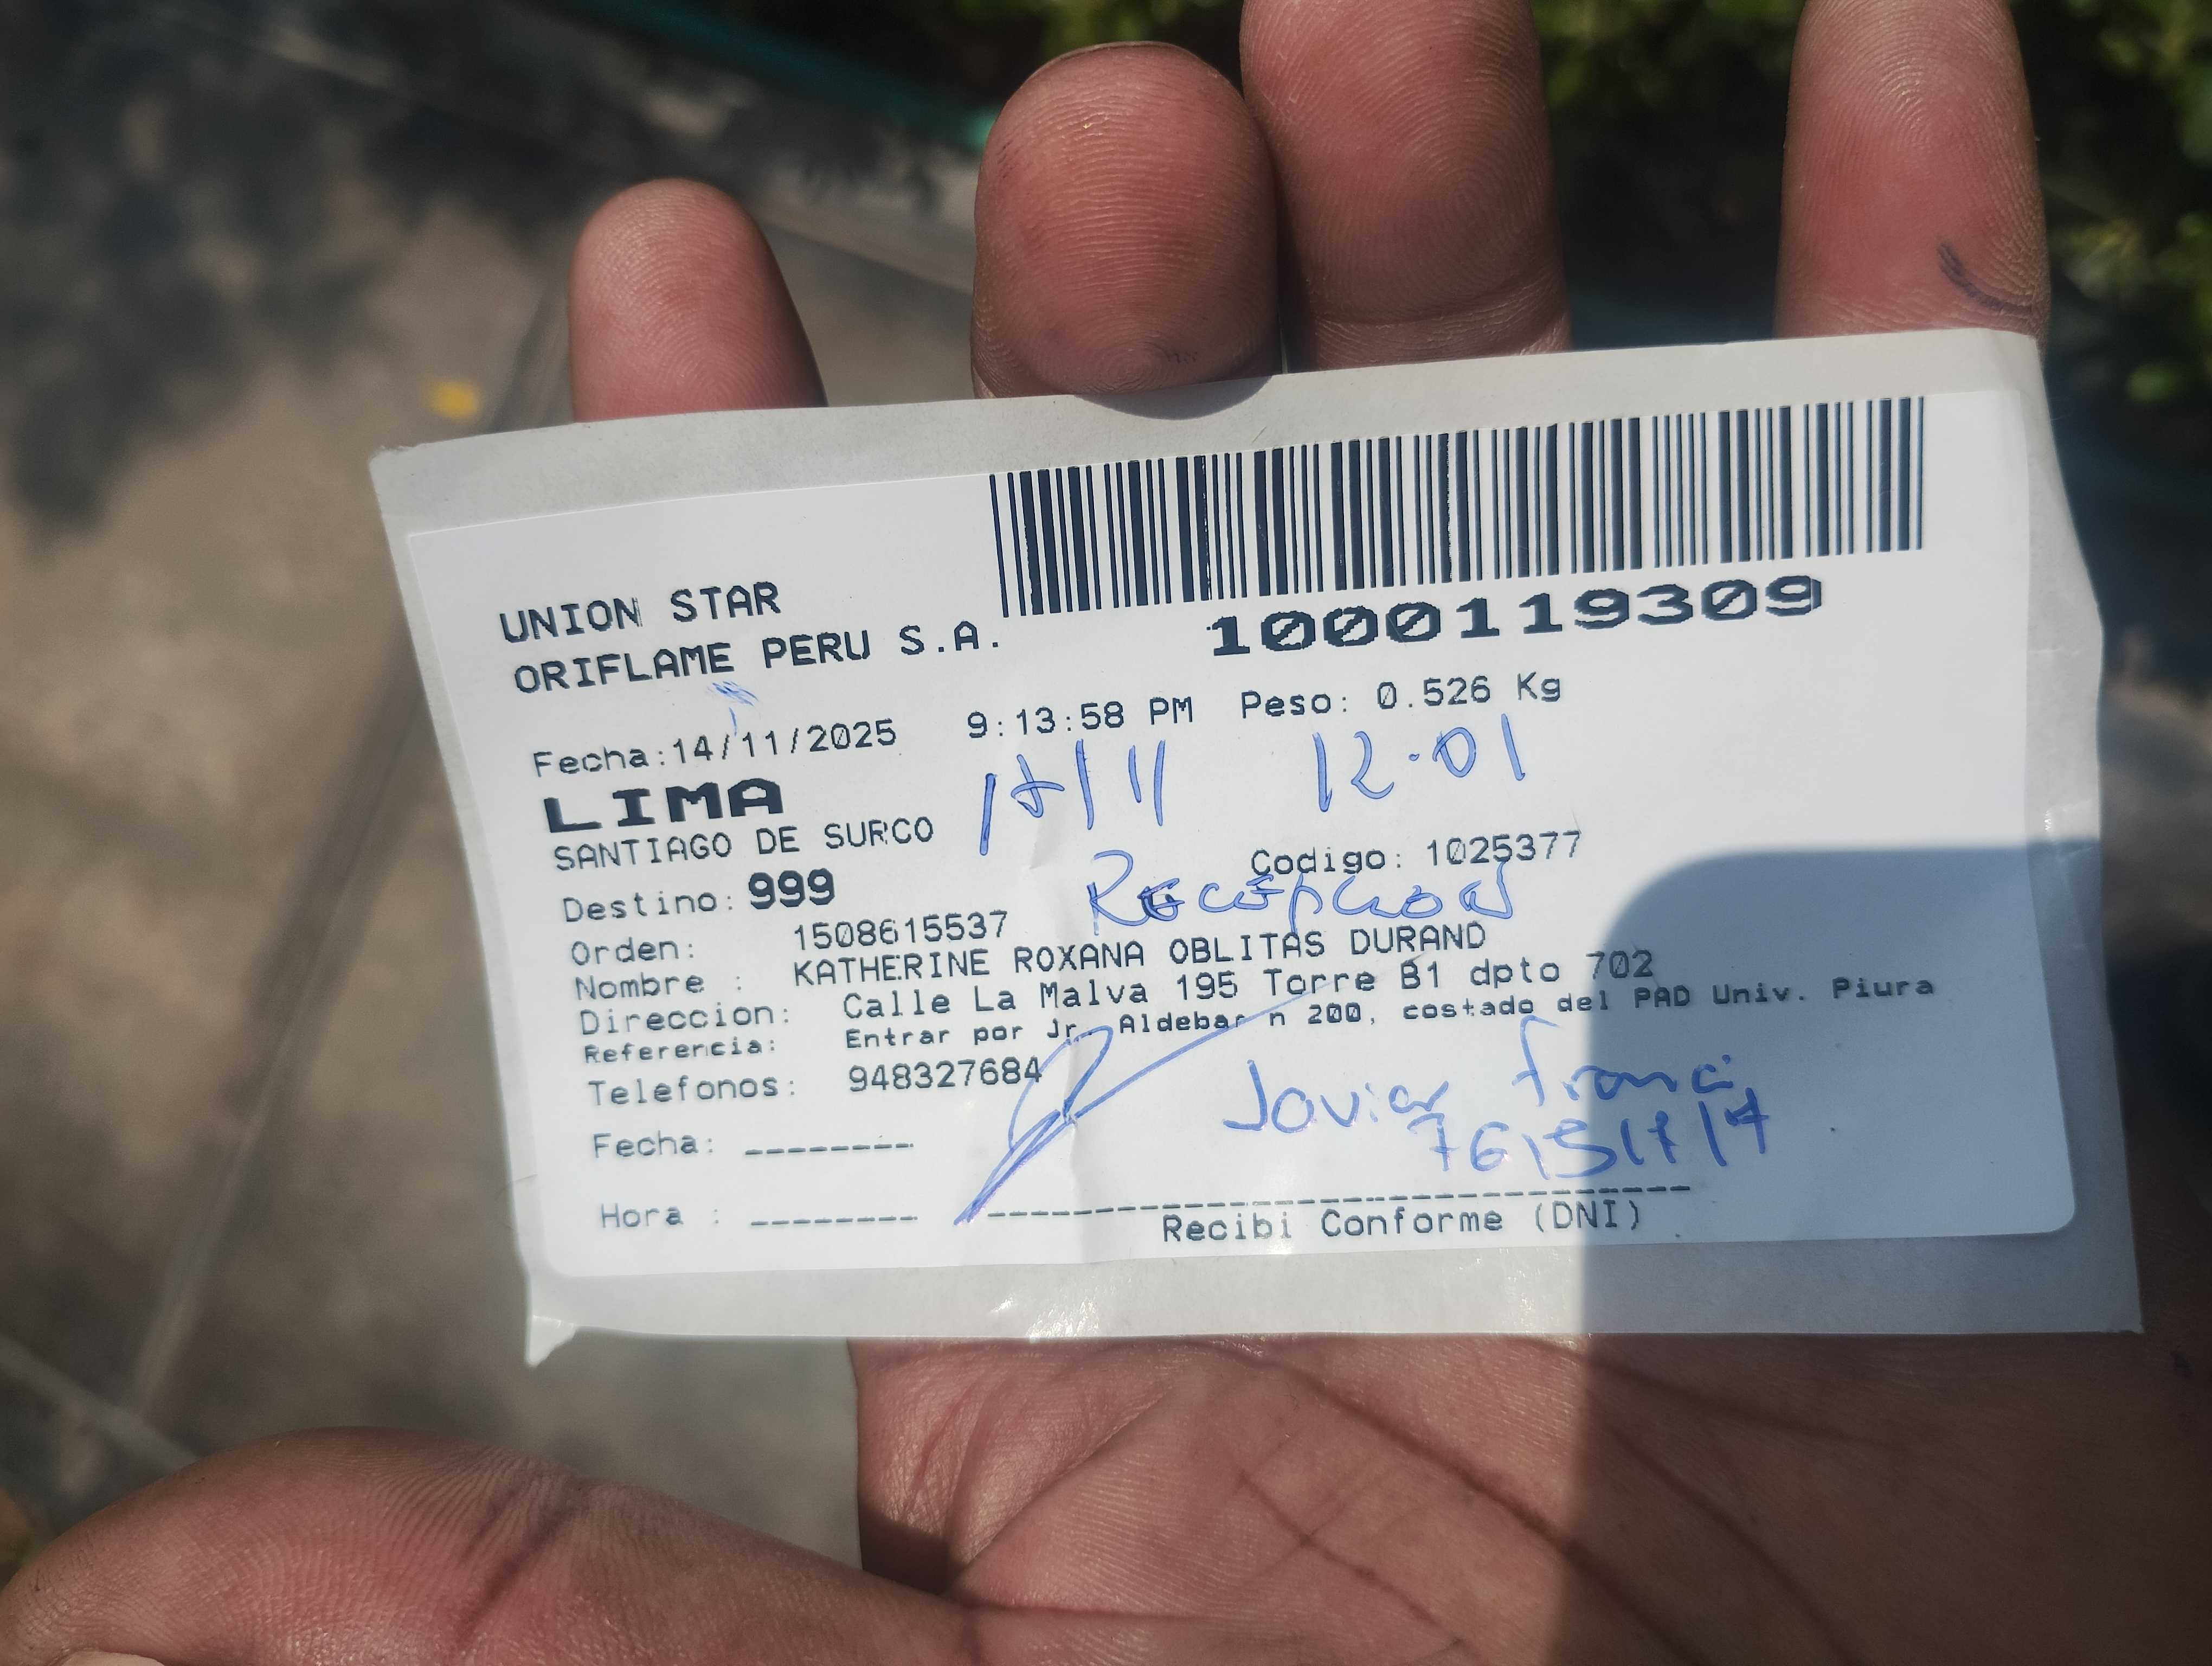 UNION STAR
ORIFLAME PERU S.A.
1000119309
Fecha:14/11/2025 9:13:58 PM Peso: 0.526 Kg
LIMA
17/11 12:01
SANTIAGO DE SURCO
Codigo: 1025377
Destino: 999
Recepcion
Orden: 1508615537
Nombre : KATHERINE ROXANA OBLITAS DURAND
Direccion: Calle La Malva 195 Torre B1 dpto 702
Referencia: Entrar por Jr. Aldebar n 200, costado del PAD Univ. Piura
Telefonos: 948327684
Javier
Fecha: --------
Hora : --------
Recibi Conforme (DNI)